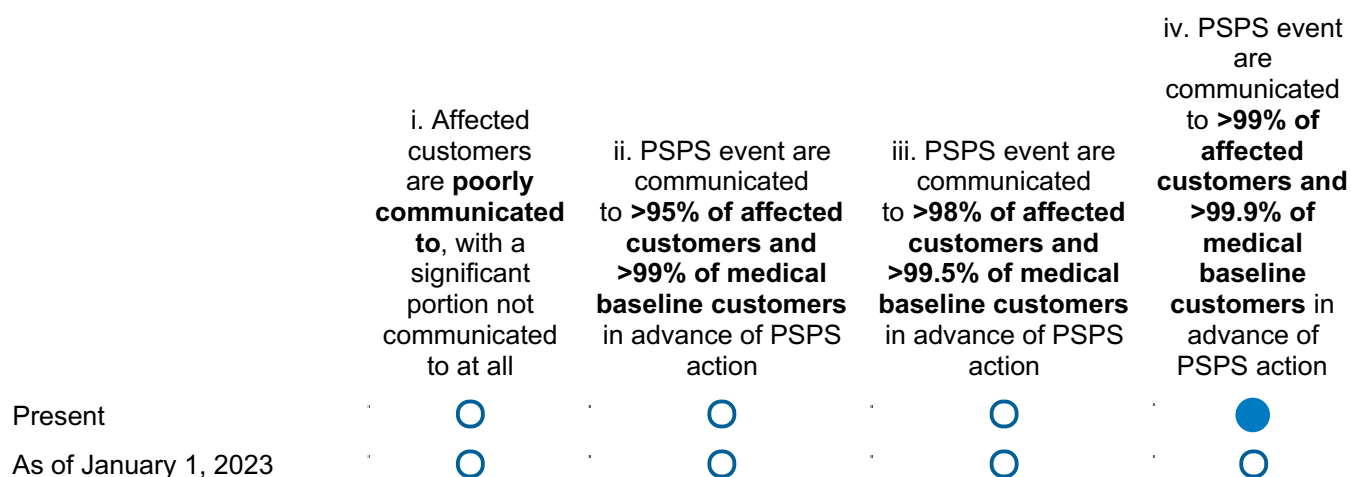 i. Affected
customers
are poorly
communicated
to, with a
significant
portion not
communicated
to at all
ii. PSPS event are
communicated
to >95% of affected
customers and
>99% of medical
baseline customers
in advance of PSPS
action
iii. PSPS event are
communicated
to >98% of affected
customers and
>99.5% of medical
baseline customers
in advance of PSPS
action
iv. PSPS event
are
communicated
to >99% of
affected
customers and
>99.9% of
medical
baseline
customers in
advance of
PSPS action
Present
As of January 1, 2023